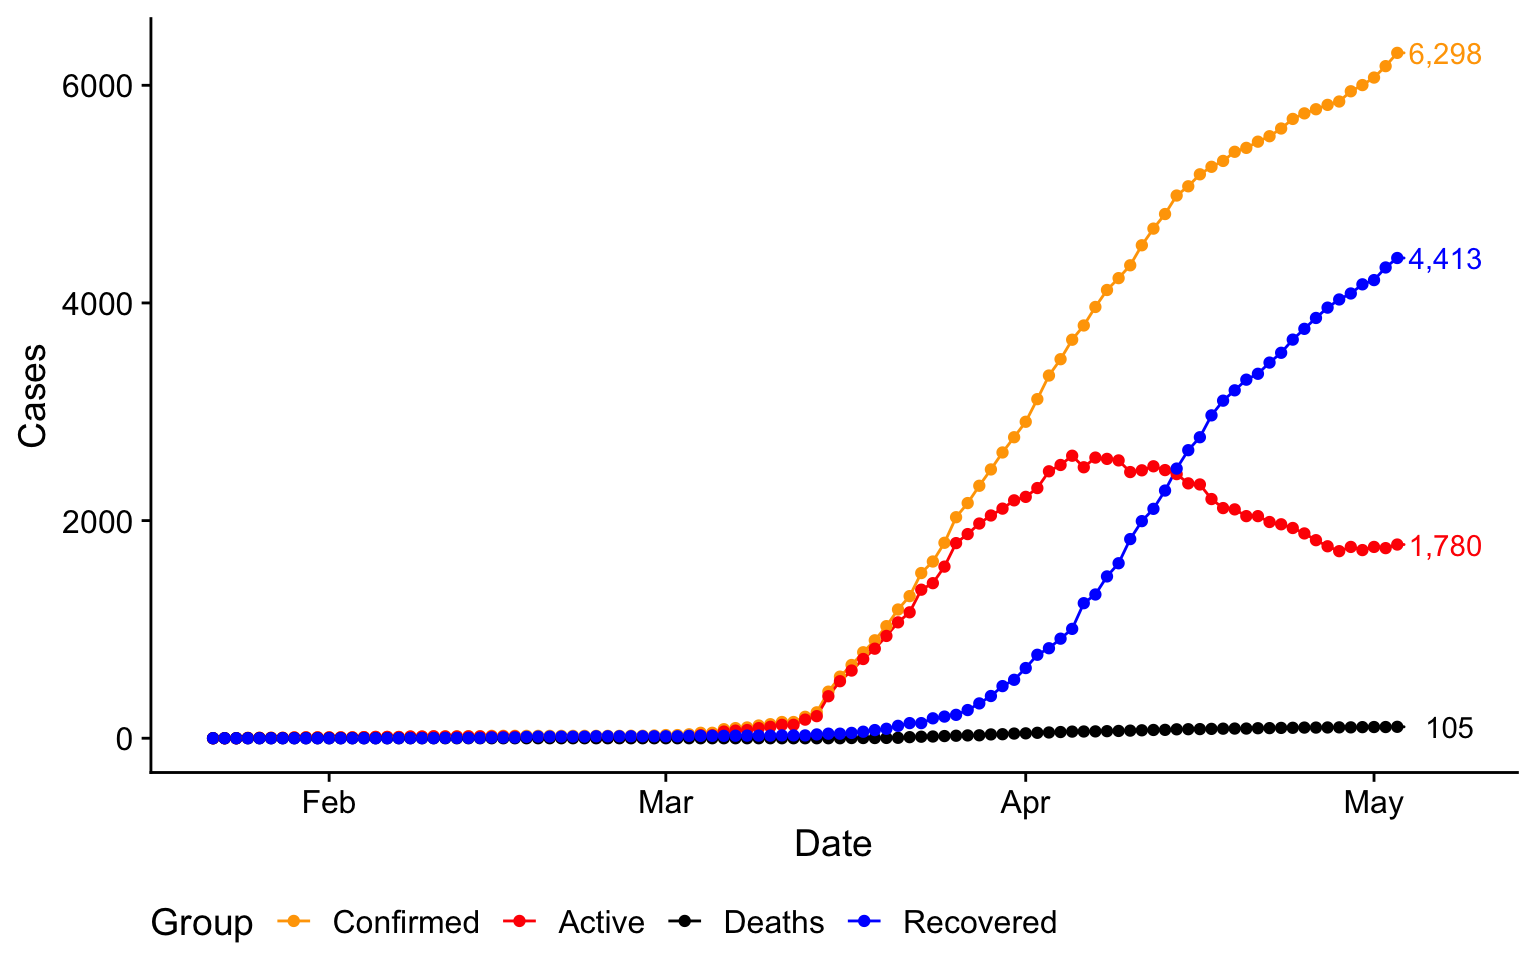 6,298
6000
4,413
4000
Cases
2000
1,780
105
0
Feb Mar Apr May
Date
Group Confirmed Active Deaths Recovered